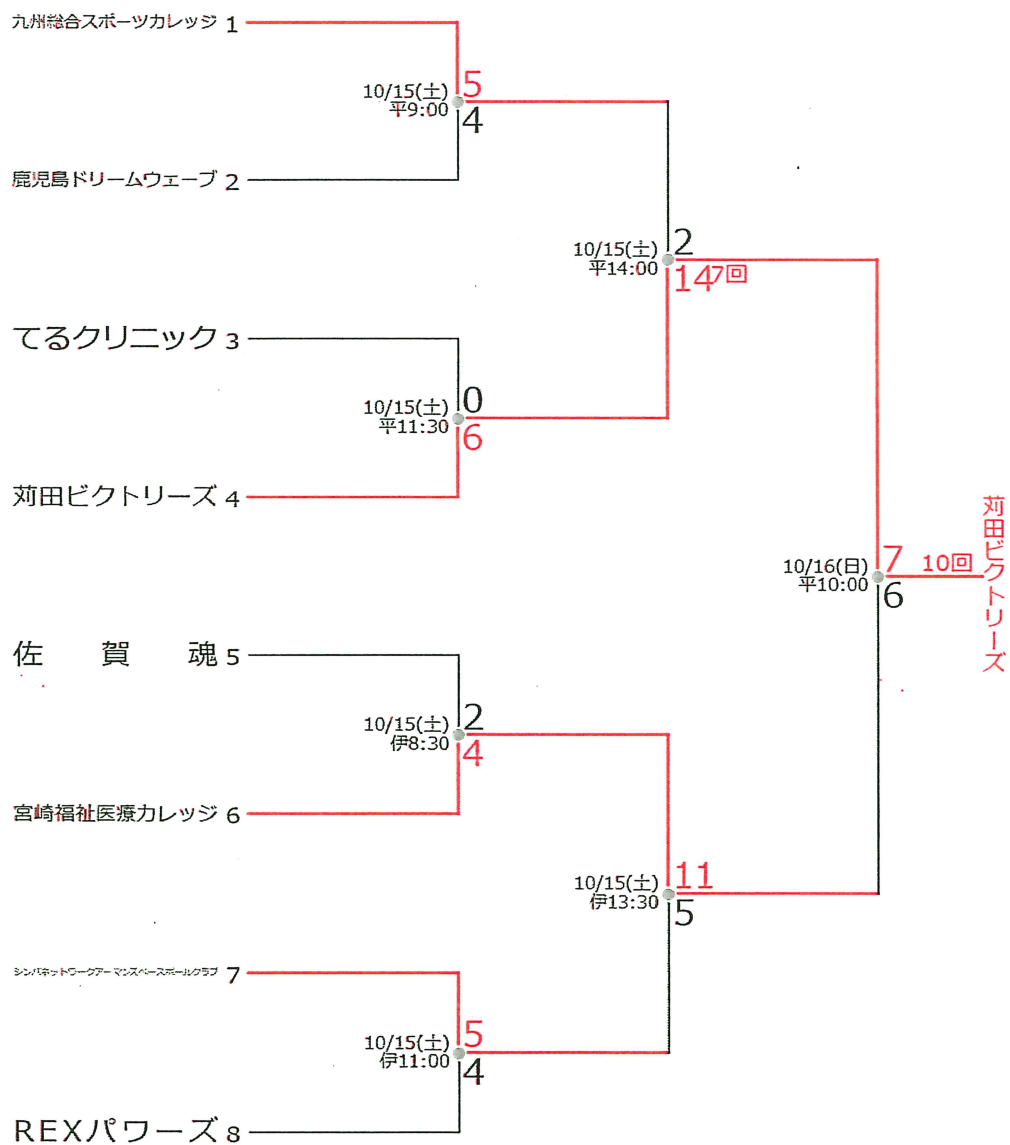 九州総合スポーツカレッジ 1
10/15(土)
平9:00
5
4
鹿児島ドリームウェーブ 2
10/15(土)
平14:00
2
14 7回
てるクリニック 3
10/15(土)
平11:30
0
6
苅田ビクトリーズ 4
10/16(日)
平10:00
7
6
10回
苅田ビクトリーズ
佐賀魂 5
10/15(土)
伊8:30
2
4
宮崎福祉医療カレッジ 6
10/15(土)
伊13:30
11
5
シンバネットワークアーマンズベースボールクラブ 7
10/15(土)
伊11:00
5
4
REXパワーズ 8